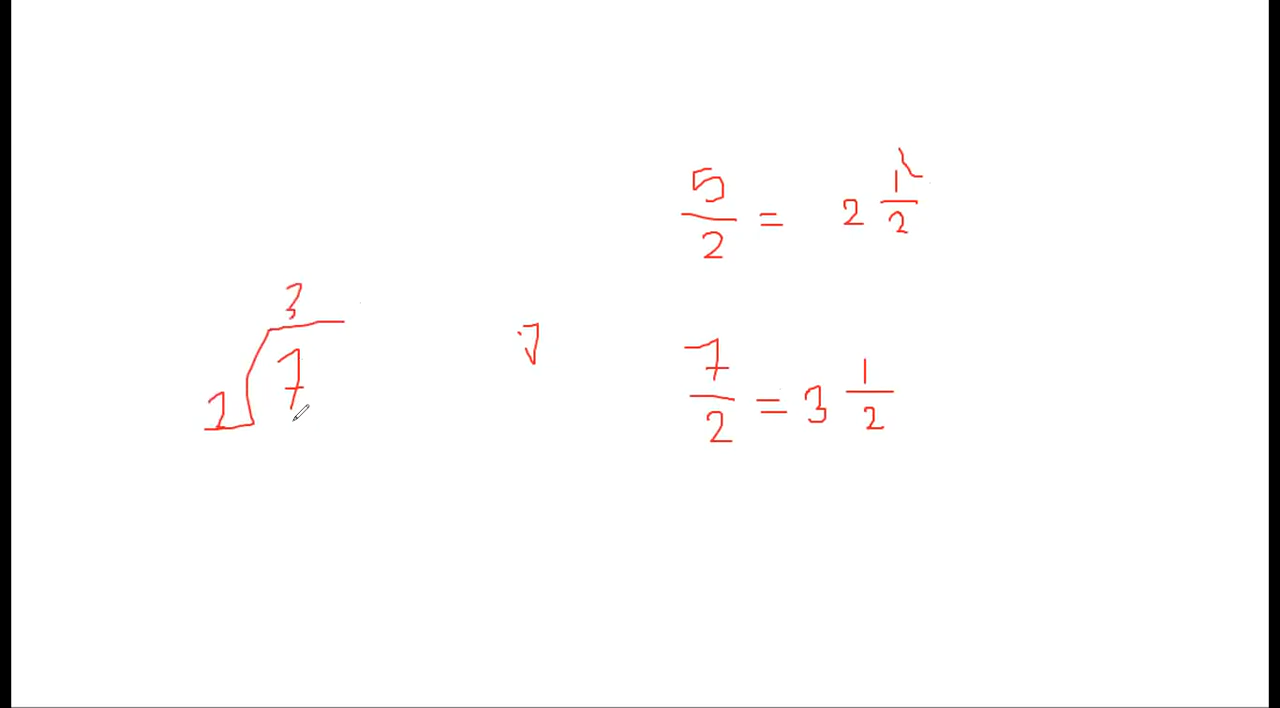 5/2 = 2 1/2
3
2 7
7/2 = 3 1/2